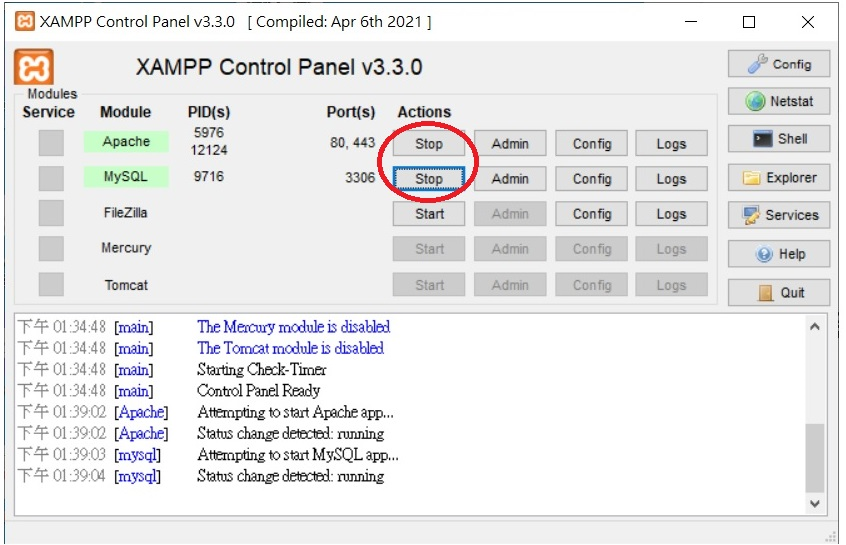 XAMPP Control Panel v3.3.0 [ Compiled: Apr 6th 2021 ]
XAMPP Control Panel v3.3.0
Config
Modules
Service Module PID(s) Port(s) Actions
Netstat
Apache 5976 12124 80, 443 Stop Admin Config Logs
Shell
MySQL 9716 3306 Stop Admin Config Logs
Explorer
FileZilla Start Admin Config Logs
Services
Mercury Start Admin Config Logs
Help
Tomcat Start Admin Config Logs
Quit
下午 01:34:48 [main] The Mercury module is disabled
下午 01:34:48 [main] The Tomcat module is disabled
下午 01:34:48 [main] Starting Check-Timer
下午 01:34:48 [main] Control Panel Ready
下午 01:39:02 [Apache] Attempting to start Apache app...
下午 01:39:02 [Apache] Status change detected: running
下午 01:39:03 [mysql] Attempting to start MySQL app...
下午 01:39:04 [mysql] Status change detected: running